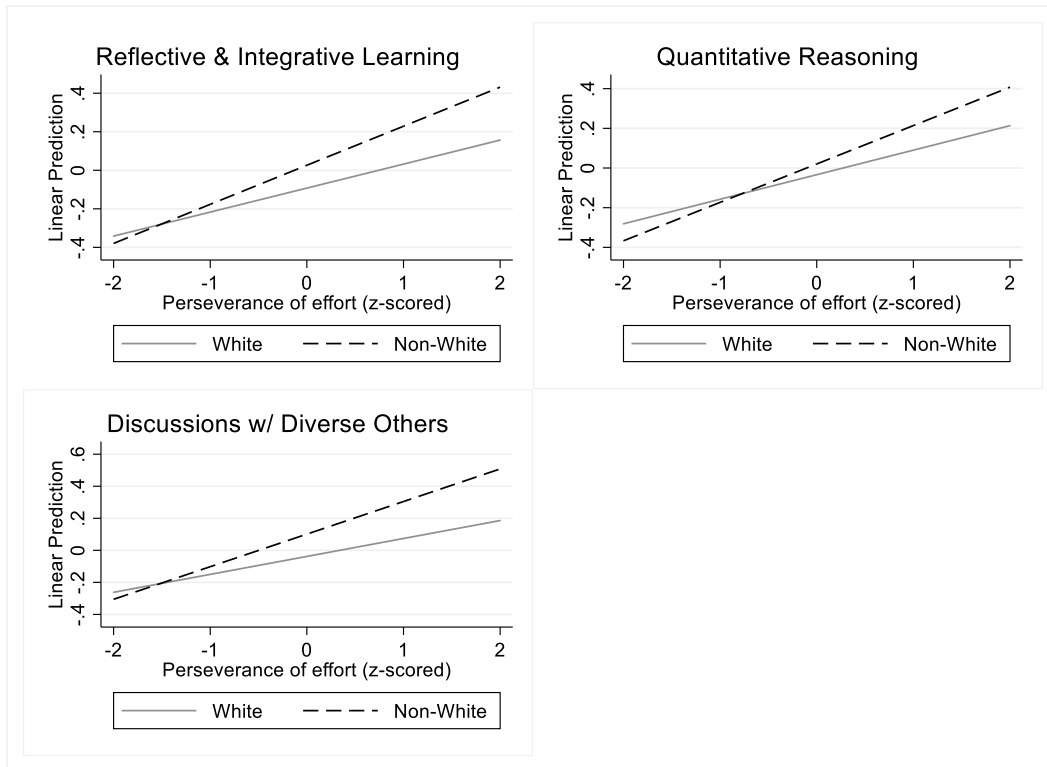 Reflective & Integrative Learning
Linear Prediction
.4
.2
0
-.2
-.4
-2 -1 0 1 2
Perseverance of effort (z-scored)
White Non-White
Quantitative Reasoning
Linear Prediction
.4
.2
0
-.2
-.4
-2 -1 0 1 2
Perseverance of effort (z-scored)
White Non-White
Discussions w/ Diverse Others
Linear Prediction
.6
.4
.2
0
-.2
-.4
-2 -1 0 1 2
Perseverance of effort (z-scored)
White Non-White